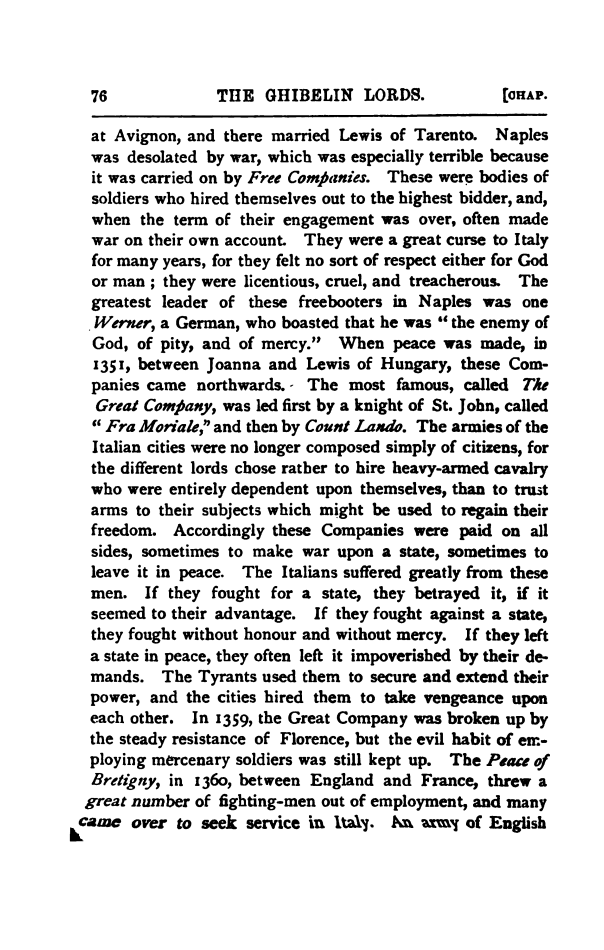 76 THE GHIBELIN LORDS. [CHAP.
at Avignon, and there married Lewis of Tarento. Naples
was desolated by war, which was especially terrible because
it was carried on by Free Companies. These were bodies of
soldiers who hired themselves out to the highest bidder, and,
when the term of their engagement was over, often made
war on their own account. They were a great curse to Italy
for many years, for they felt no sort of respect either for God
or man ; they were licentious, cruel, and treacherous. The
greatest leader of these freebooters in Naples was one
Werner, a German, who boasted that he was “ the enemy of
God, of pity, and of mercy.” When peace was made, in
1351, between Joanna and Lewis of Hungary, these Com-
panies came northwards. The most famous, called The
Great Company, was led first by a knight of St. John, called
“ Fra Moriale,” and then by Count Lando. The armies of the
Italian cities were no longer composed simply of citizens, for
the different lords chose rather to hire heavy-armed cavalry
who were entirely dependent upon themselves, than to trust
arms to their subjects which might be used to regain their
freedom. Accordingly these Companies were paid on all
sides, sometimes to make war upon a state, sometimes to
leave it in peace. The Italians suffered greatly from these
men. If they fought for a state, they betrayed it, if it
seemed to their advantage. If they fought against a state,
they fought without honour and without mercy. If they left
a state in peace, they often left it impoverished by their de-
mands. The Tyrants used them to secure and extend their
power, and the cities hired them to take vengeance upon
each other. In 1359, the Great Company was broken up by
the steady resistance of Florence, but the evil habit of em-
ploying mercenary soldiers was still kept up. The Peace of
Bretigny, in 1360, between England and France, threw a
great number of fighting-men out of employment, and many
came over to seek service in Italy. An army of English